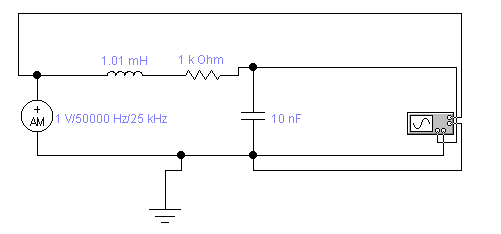 1.01 mH
1 k Ohm
+
AM
1 V/50000 Hz/25 kHz
10 nF